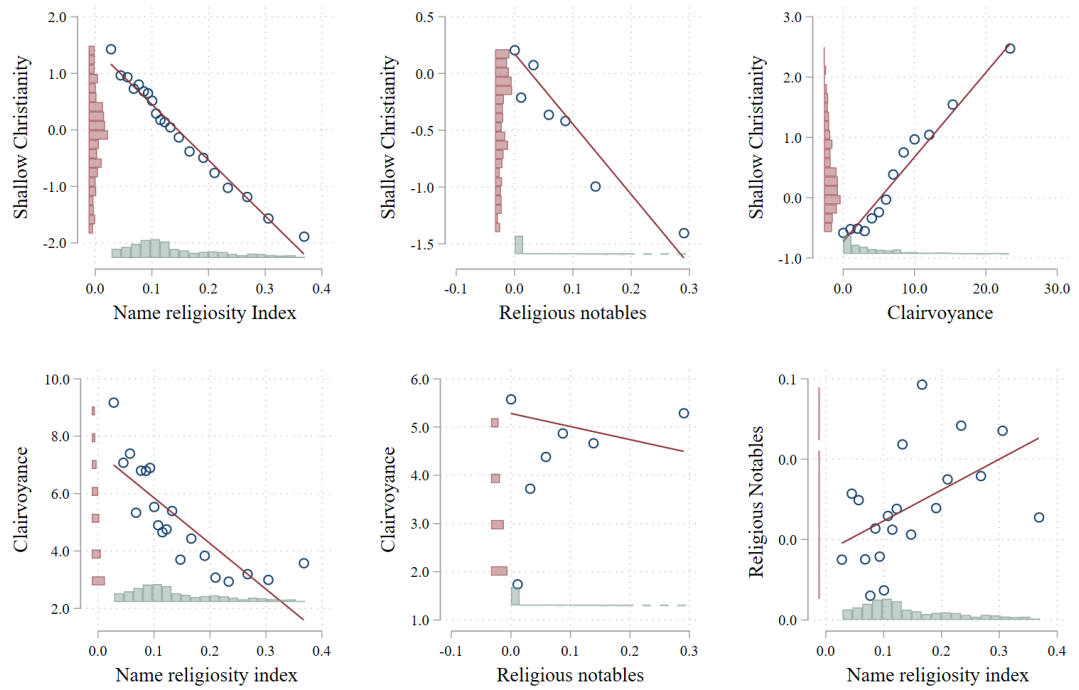 2.0
1.0
0.0
-1.0
-2.0
Shallow Christianity
0.0 0.1 0.2 0.3 0.4
Name religiosity Index
0.5
0.0
-0.5
-1.0
-1.5
Shallow Christianity
-0.1 0.0 0.1 0.2 0.3
Religious notables
3.0
2.0
1.0
0.0
-1.0
Shallow Christianity
0.0 10.0 20.0 30.0
Clairvoyance
10.0
8.0
6.0
4.0
2.0
Clairvoyance
0.0 0.1 0.2 0.3 0.4
Name religiosity index
6.0
5.0
4.0
3.0
2.0
1.0
Clairvoyance
-0.1 0.0 0.1 0.2 0.3
Religious notables
0.1
0.0
0.0
0.0
Religious Notables
0.0 0.1 0.2 0.3 0.4
Name religiosity index